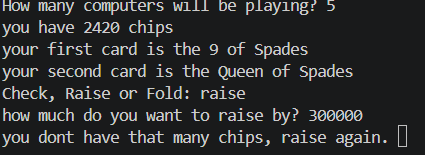 How many computers will be playing? 5
you have 2420 chips
your first card is the 9 of Spades
your second card is the Queen of Spades
Check, Raise or Fold: raise
how much do you want to raise by? 300000
you dont have that many chips, raise again.